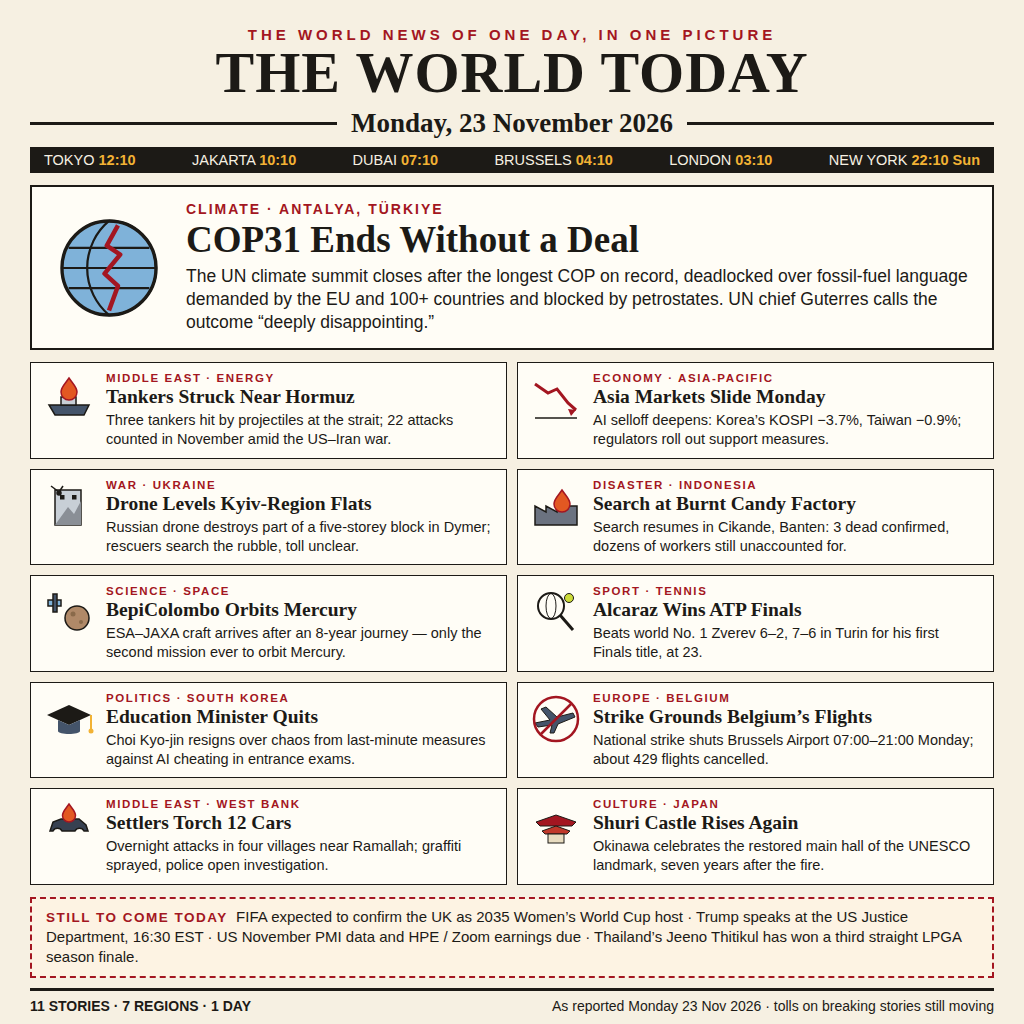 THE WORLD NEWS OF ONE DAY, IN ONE PICTURE
THE WORLD TODAY
Monday, 23 November 2026
TOKYO 12:10 JAKARTA 10:10 DUBAI 07:10 BRUSSELS 04:10 LONDON 03:10 NEW YORK 22:10 Sun
CLIMATE · ANTALYA, TÜRKIYE
COP31 Ends Without a Deal
The UN climate summit closes after the longest COP on record, deadlocked over fossil-fuel language
demanded by the EU and 100+ countries and blocked by petrostates. UN chief Guterres calls the
outcome “deeply disappointing.”
MIDDLE EAST · ENERGY
Tankers Struck Near Hormuz
Three tankers hit by projectiles at the strait; 22 attacks
counted in November amid the US–Iran war.
ECONOMY · ASIA-PACIFIC
Asia Markets Slide Monday
AI selloff deepens: Korea’s KOSPI −3.7%, Taiwan −0.9%;
regulators roll out support measures.
WAR · UKRAINE
Drone Levels Kyiv-Region Flats
Russian drone destroys part of a five-storey block in Dymer;
rescuers search the rubble, toll unclear.
DISASTER · INDONESIA
Search at Burnt Candy Factory
Search resumes in Cikande, Banten: 3 dead confirmed,
dozens of workers still unaccounted for.
SCIENCE · SPACE
BepiColombo Orbits Mercury
ESA–JAXA craft arrives after an 8-year journey — only the
second mission ever to orbit Mercury.
SPORT · TENNIS
Alcaraz Wins ATP Finals
Beats world No. 1 Zverev 6–2, 7–6 in Turin for his first
Finals title, at 23.
POLITICS · SOUTH KOREA
Education Minister Quits
Choi Kyo-jin resigns over chaos from last-minute measures
against AI cheating in entrance exams.
EUROPE · BELGIUM
Strike Grounds Belgium’s Flights
National strike shuts Brussels Airport 07:00–21:00 Monday;
about 429 flights cancelled.
MIDDLE EAST · WEST BANK
Settlers Torch 12 Cars
Overnight attacks in four villages near Ramallah; graffiti
sprayed, police open investigation.
CULTURE · JAPAN
Shuri Castle Rises Again
Okinawa celebrates the restored main hall of the UNESCO
landmark, seven years after the fire.
STILL TO COME TODAY FIFA expected to confirm the UK as 2035 Women’s World Cup host · Trump speaks at the US Justice
Department, 16:30 EST · US November PMI data and HPE / Zoom earnings due · Thailand’s Jeeno Thitikul has won a third straight LPGA
season finale.
11 STORIES · 7 REGIONS · 1 DAY
As reported Monday 23 Nov 2026 · tolls on breaking stories still moving